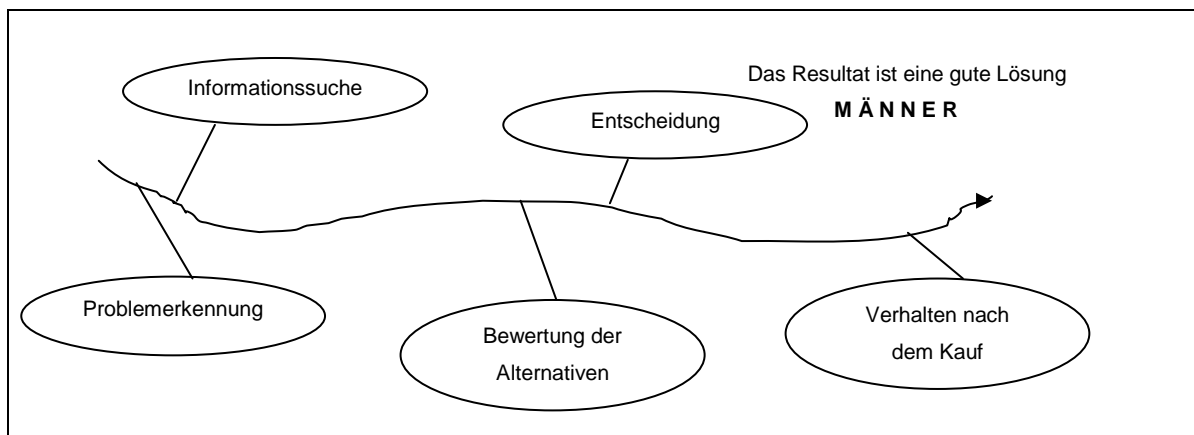 Informationssuche
Das Resultat ist eine gute Lösung
M Ä N N E R
Entscheidung
Problemerkennung
Bewertung der
Alternativen
Verhalten nach
dem Kauf